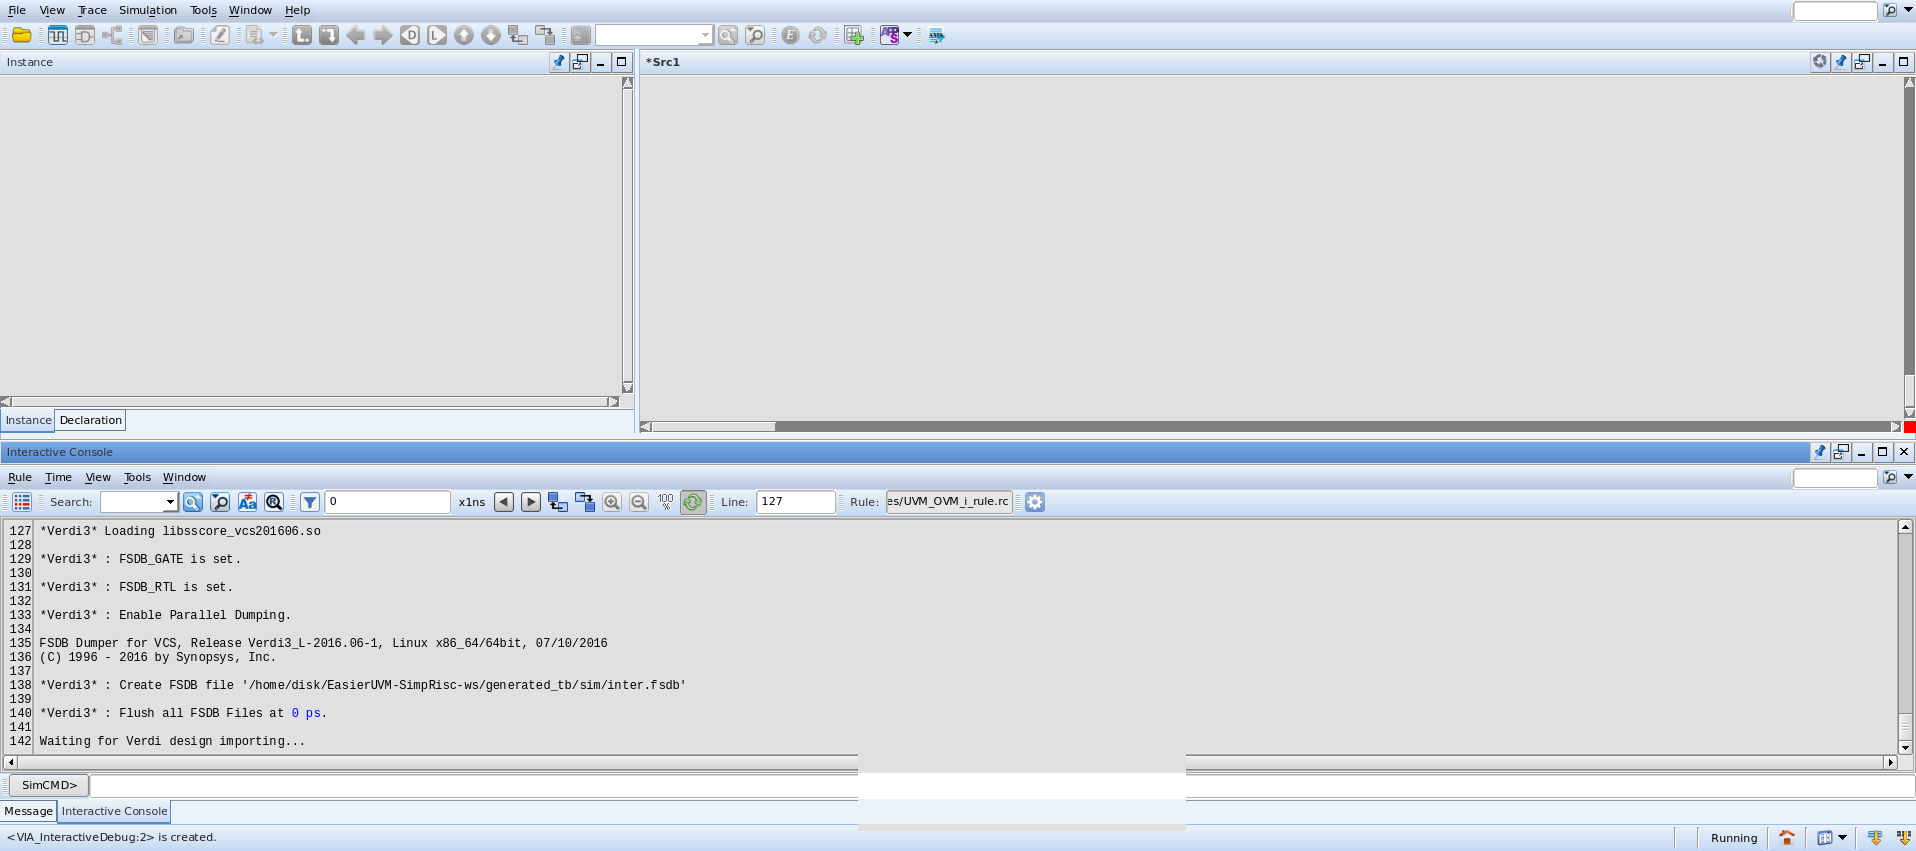 File View Trace Simulation Tools Window Help
Instance
*Src1
Instance Declaration
Interactive Console
Rule Time View Tools Window
Search: 0 x1ns 100 % Line: 127 Rule: es/UVM_OVM_i_rule.rc
127 *Verdi3* Loading libsscore_vcs201606.so
128
129 *Verdi3* : FSDB_GATE is set.
130
131 *Verdi3* : FSDB_RTL is set.
132
133 *Verdi3* : Enable Parallel Dumping.
134
135 FSDB Dumper for VCS, Release Verdi3_L-2016.06-1, Linux x86_64/64bit, 07/10/2016
136 (C) 1996 - 2016 by Synopsys, Inc.
137
138 *Verdi3* : Create FSDB file '/home/disk/EasierUVM-SimpRisc-ws/generated_tb/sim/inter.fsdb'
139
140 *Verdi3* : Flush all FSDB Files at 0 ps.
141
142 Waiting for Verdi design importing...
SimCMD>
Message Interactive Console
<VIA_InteractiveDebug:2> is created.
Running